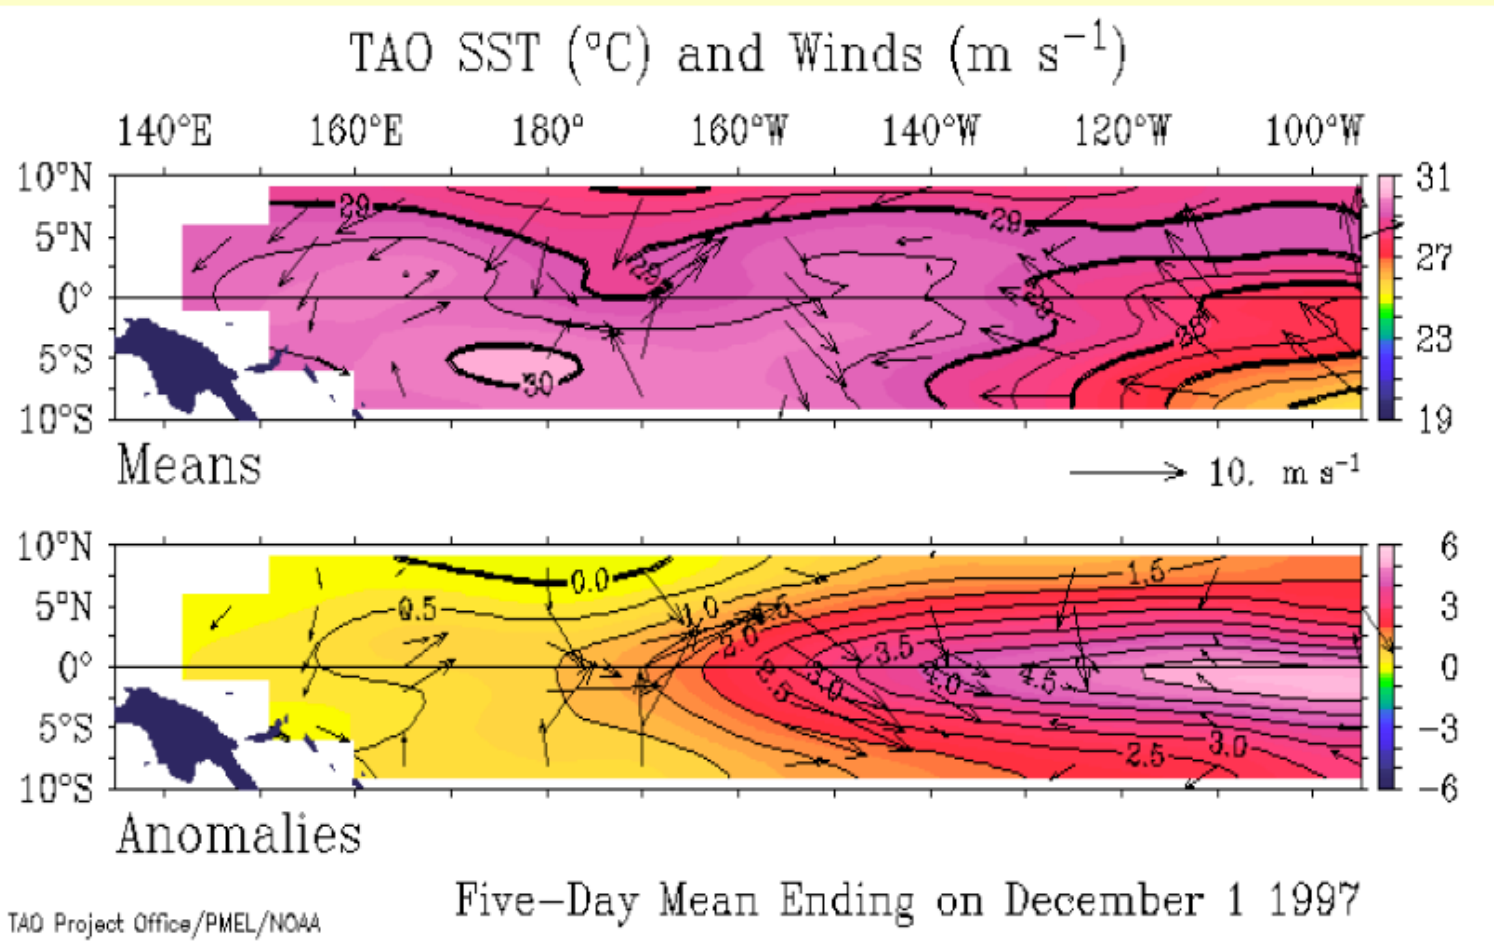 TAO SST (°C) and Winds (m s⁻¹)
140°E 160°E 180° 160°W 140°W 120°W 100°W
10°N
5°N
0°
5°S
10°S
29
29
29
29
28
30
31
27
23
19
Means
10. m s⁻¹
10°N
5°N
0°
5°S
10°S
0.0
0.5
1.0
1.5
1.5
2.0
2.5
3.0
3.5
4.0
4.5
2.5
3.0
6
3
0
−3
−6
Anomalies
Five−Day Mean Ending on December 1 1997
TAO Project Office/PMEL/NOAA